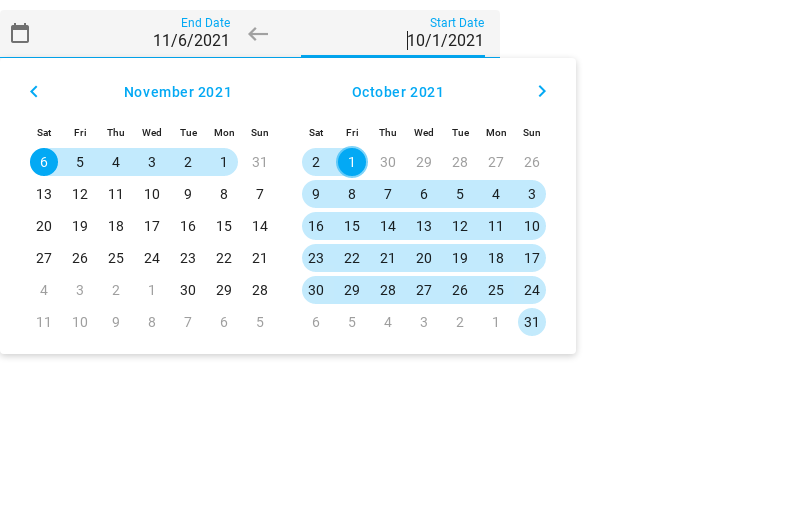 End Date Start Date
11/6/2021 10/1/2021
November 2021 October 2021
Sat Fri Thu Wed Tue Mon Sun Sat Fri Thu Wed Tue Mon Sun
6 5 4 3 2 1 31 2 1 30 29 28 27 26
13 12 11 10 9 8 7 9 8 7 6 5 4 3
20 19 18 17 16 15 14 16 15 14 13 12 11 10
27 26 25 24 23 22 21 23 22 21 20 19 18 17
4 3 2 1 30 29 28 30 29 28 27 26 25 24
11 10 9 8 7 6 5 6 5 4 3 2 1 31